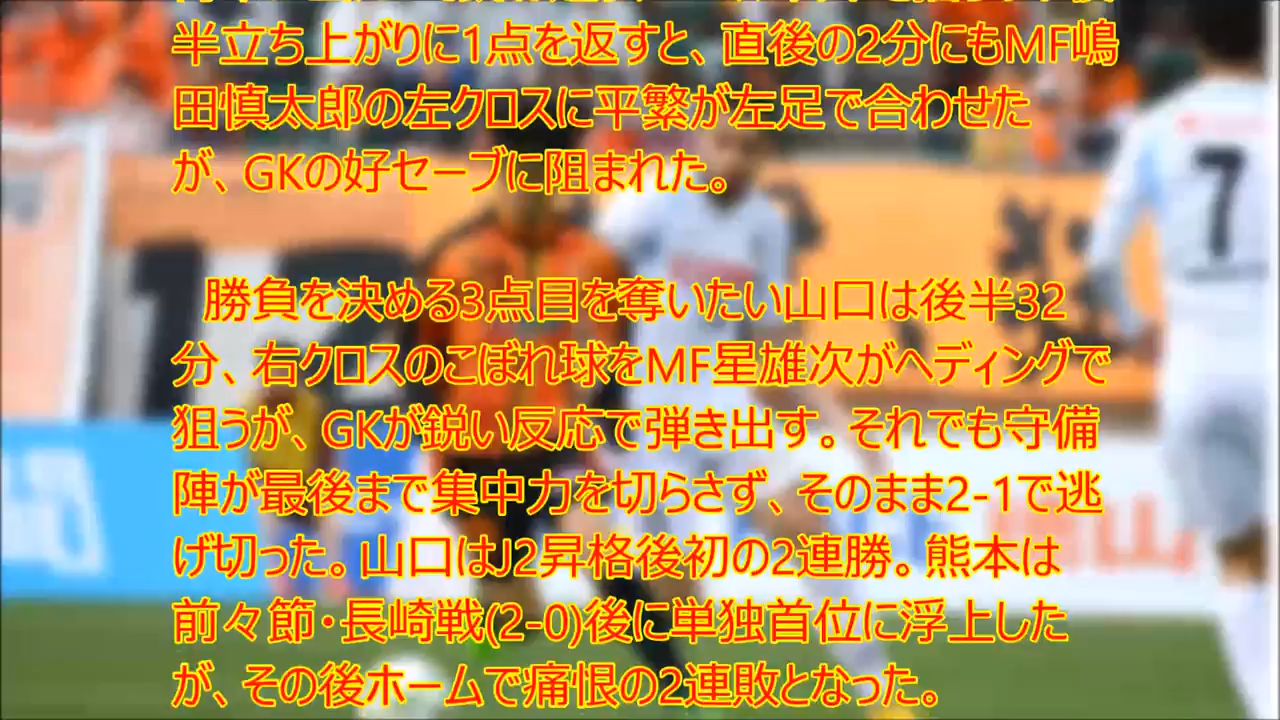 半立ち上がりに1点を返すと、直後の2分にもMF嶋
田慎太郎の左クロスに平繁が左足で合わせた
が、GKの好セーブに阻まれた。
勝負を決める3点目を奪いたい山口は後半32
分、右クロスのこぼれ球をMF星雄次がヘディングで
狙うが、GKが鋭い反応で弾き出す。それでも守備
陣が最後まで集中力を切らさず、そのまま2-1で逃
げ切った。山口はJ2昇格後初の2連勝。熊本は
前々節・長崎戦(2-0)後に単独首位に浮上した
が、その後ホームで痛恨の2連敗となった。
7